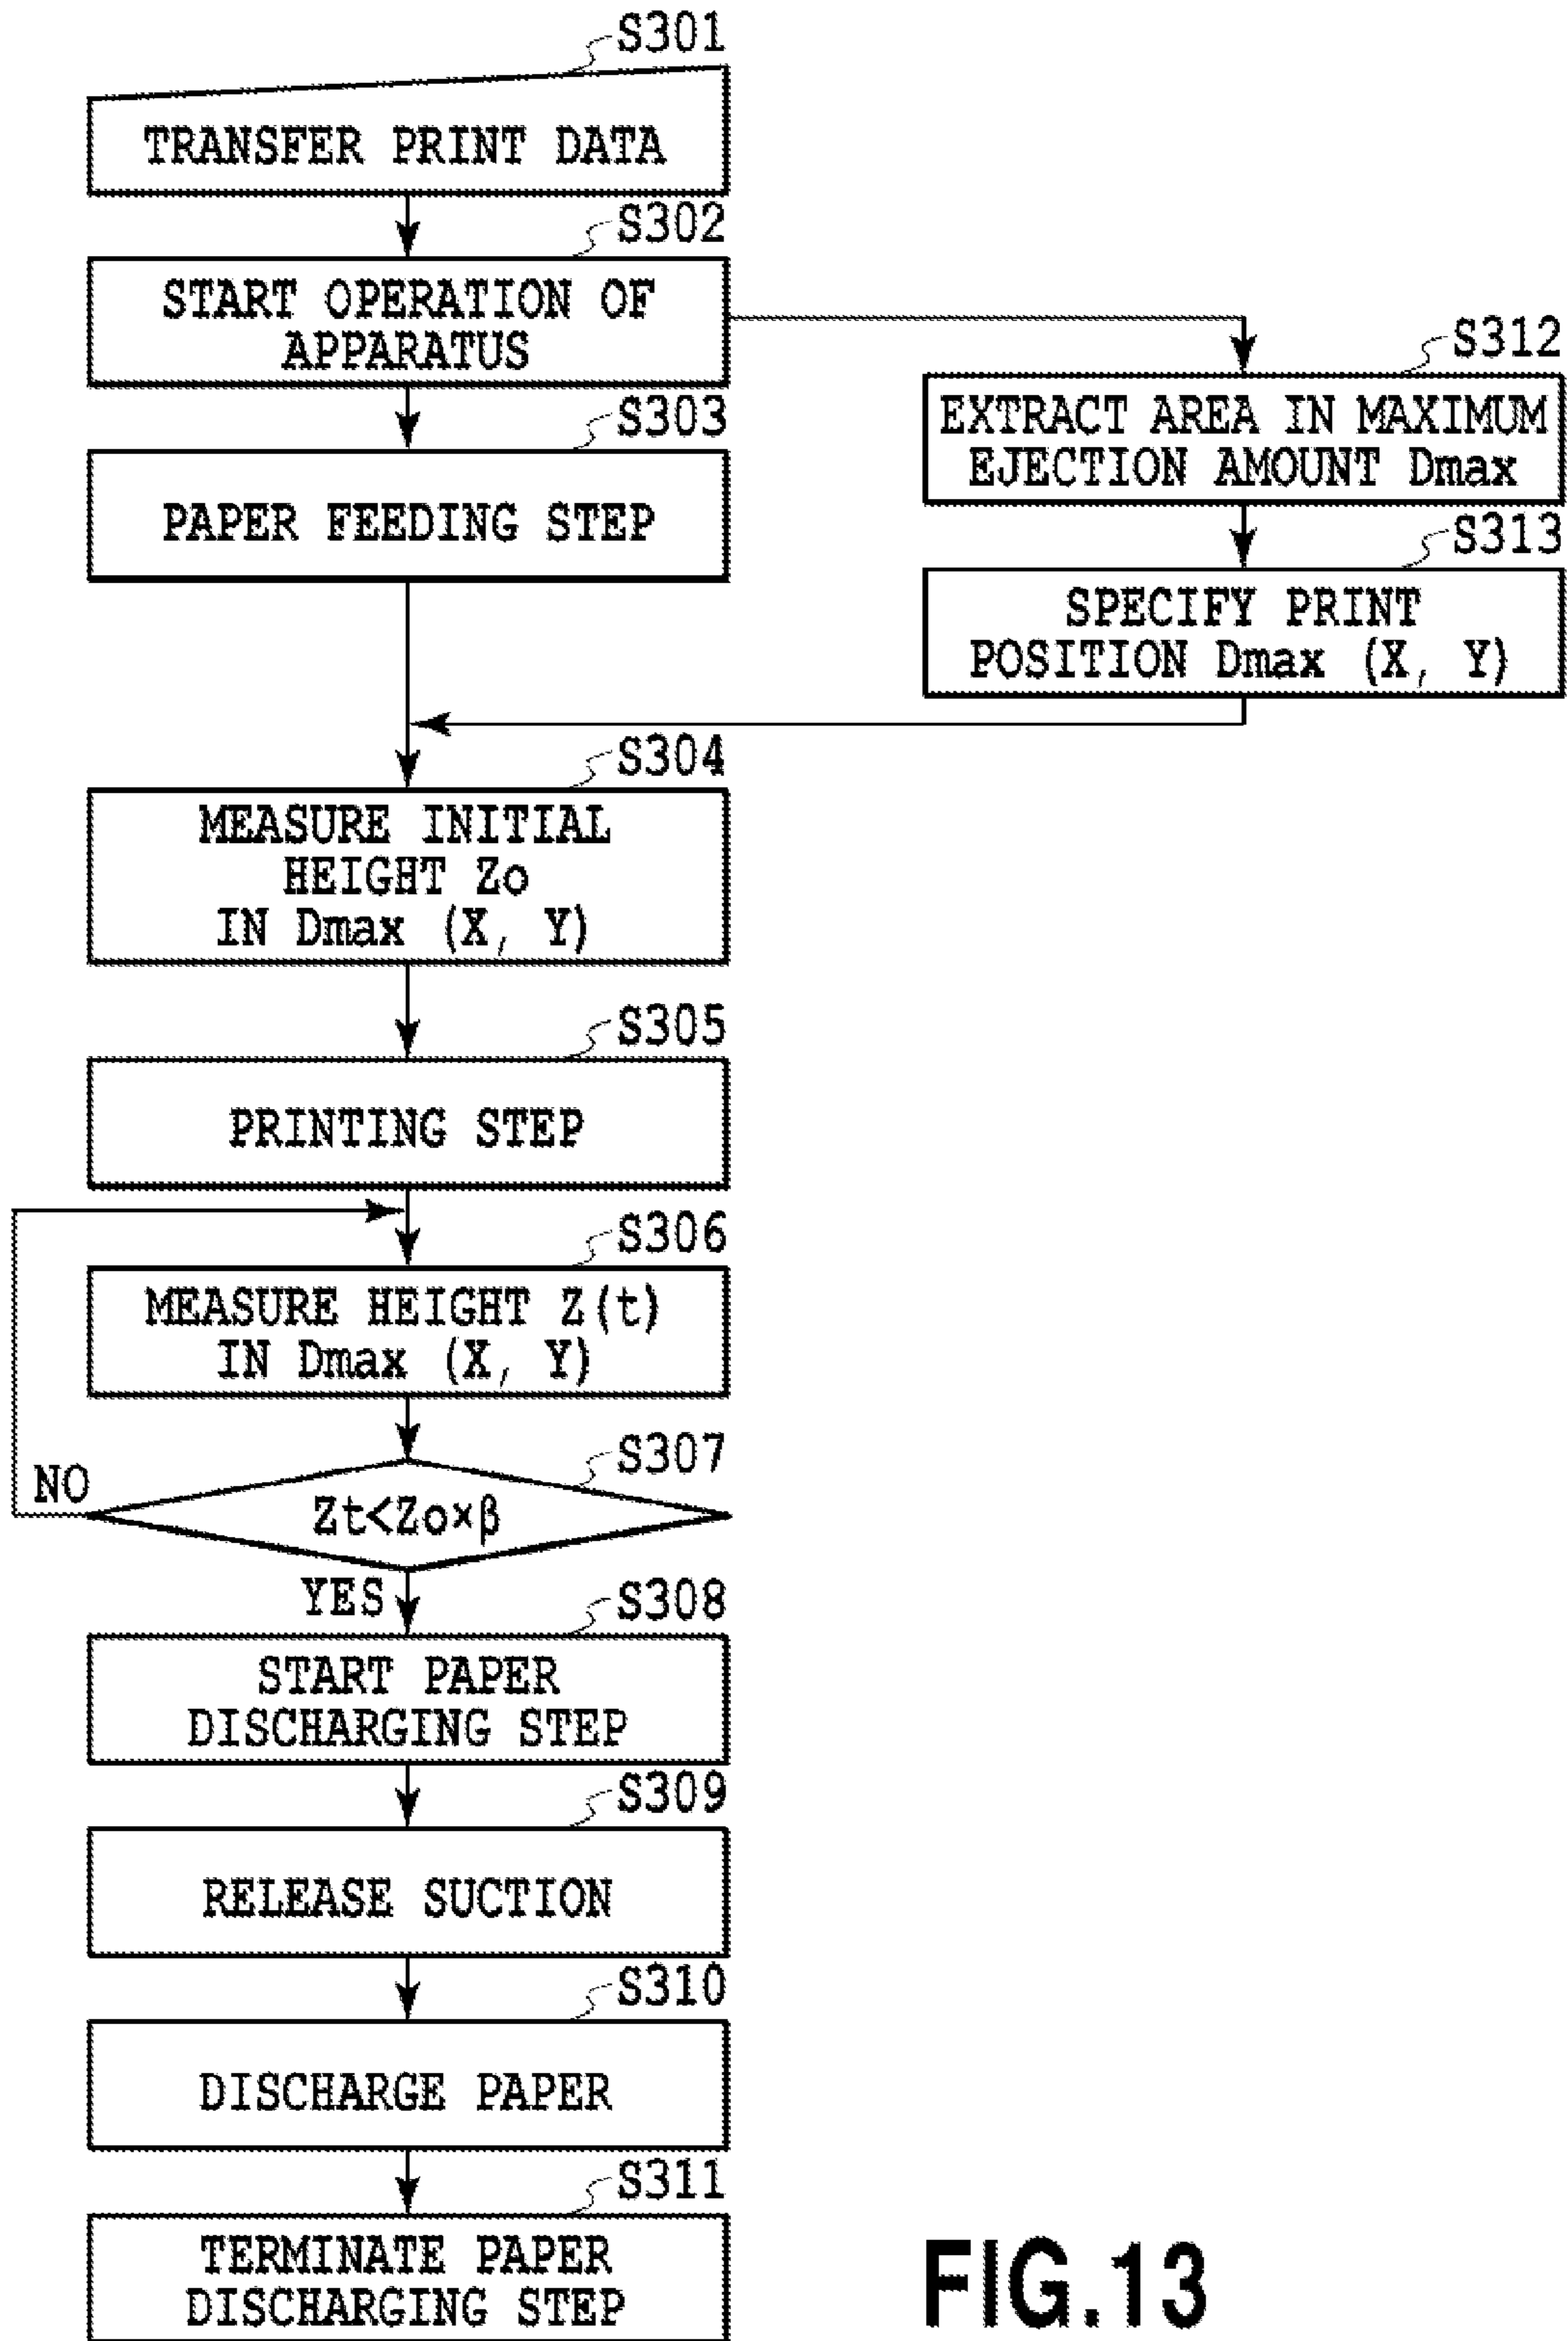 S301
TRANSFER PRINT DATA
S302
START OPERATION OF
APPARATUS
S312
EXTRACT AREA IN MAXIMUM
EJECTION AMOUNT Dmax
S303
PAPER FEEDING STEP
S313
SPECIFY PRINT
POSITION Dmax (X, Y)
S304
MEASURE INITIAL
HEIGHT Zo
IN Dmax (X, Y)
S305
PRINTING STEP
S306
MEASURE HEIGHT Z(t)
IN Dmax (X, Y)
S307
NO
Zt<Zo×β
YES
S308
START PAPER
DISCHARGING STEP
S309
RELEASE SUCTION
S310
DISCHARGE PAPER
S311
TERMINATE PAPER
DISCHARGING STEP
FIG.13